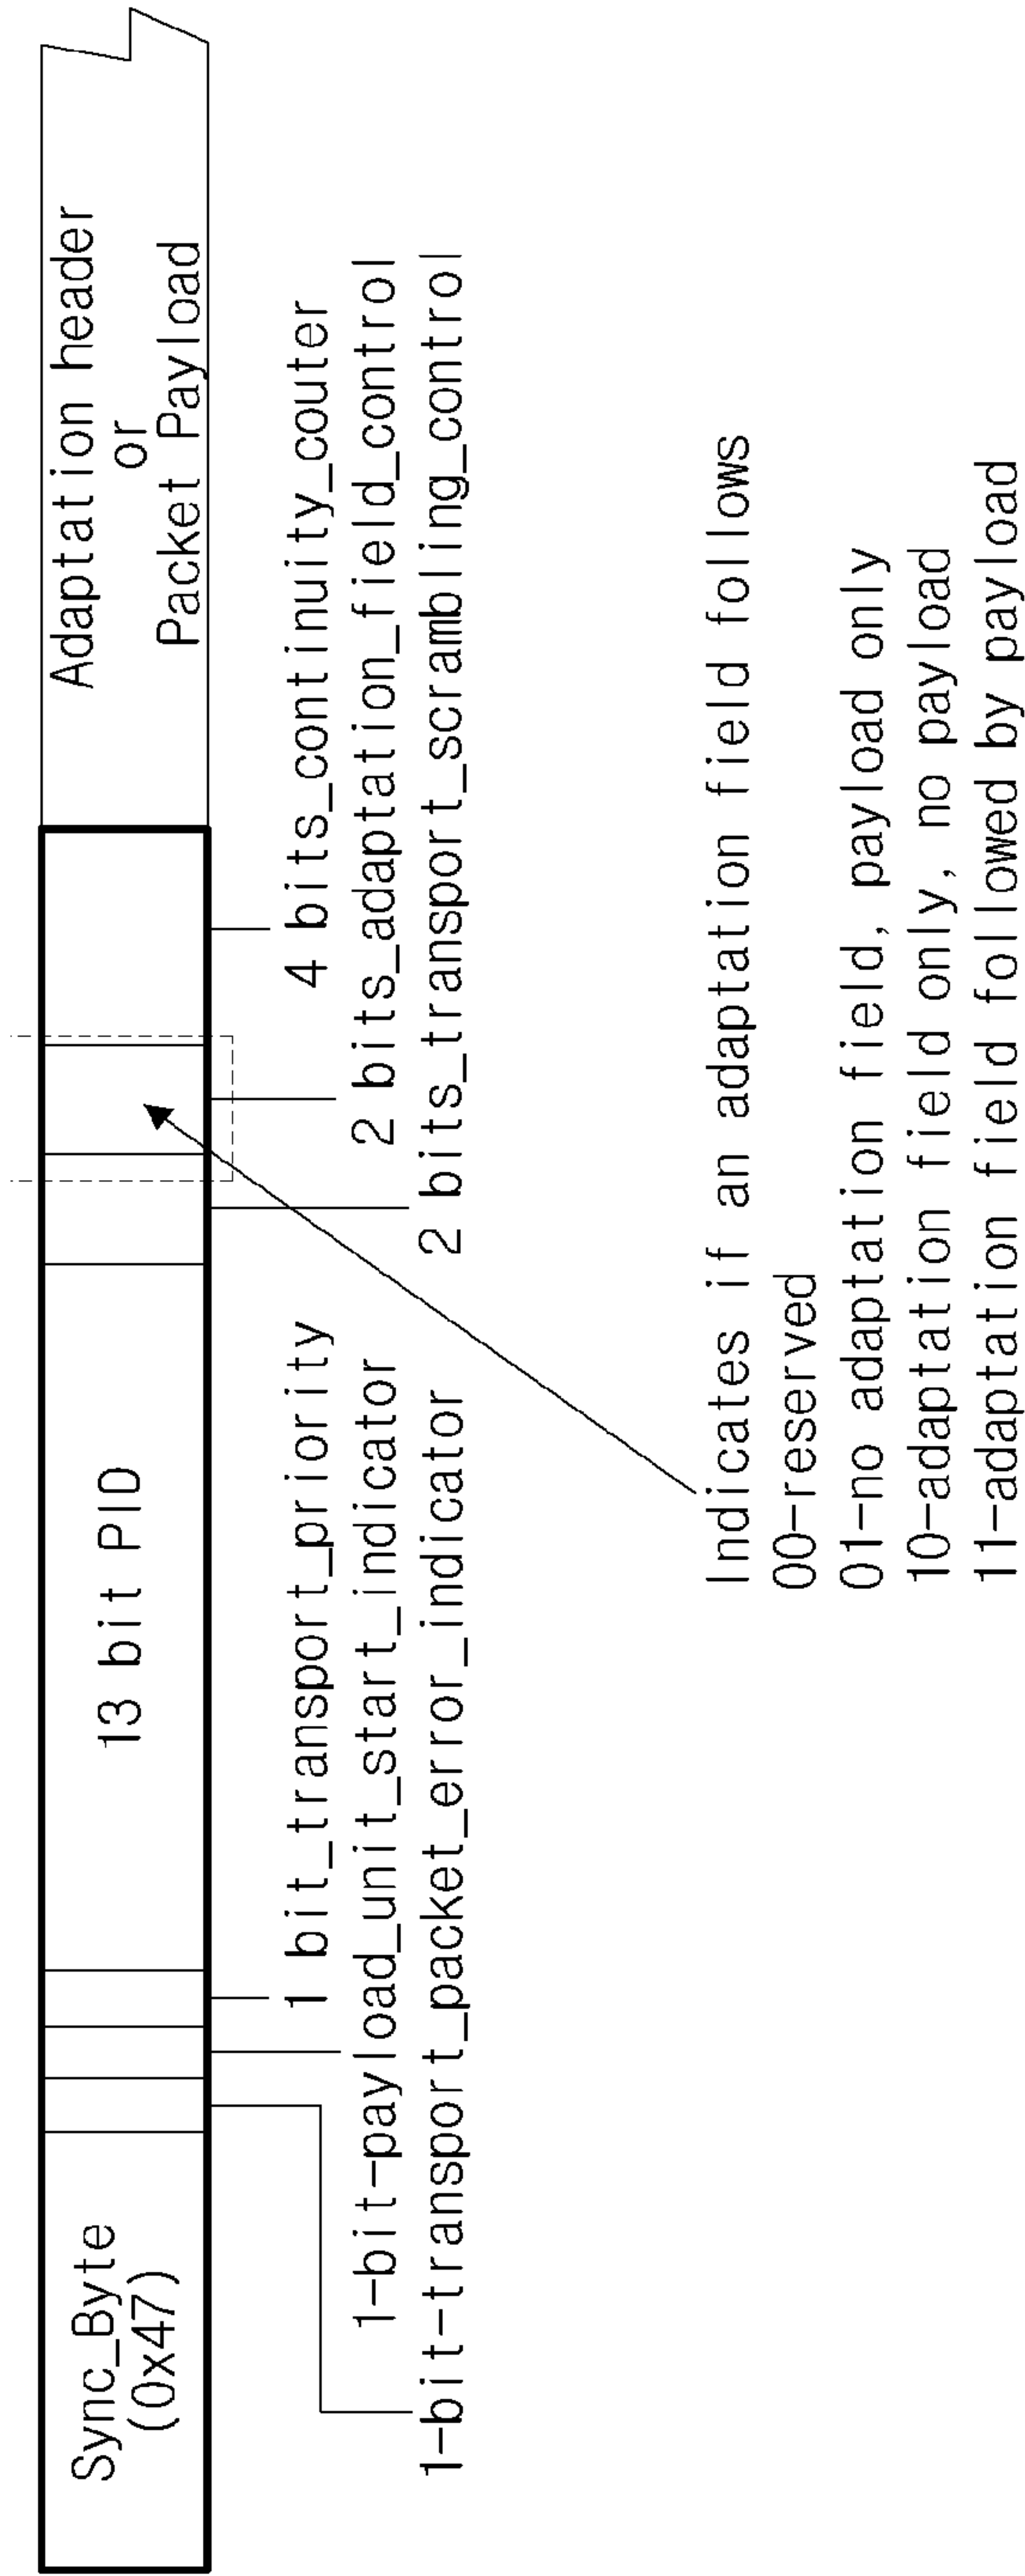 Sync_Byte
(0x47)
13 bit PID
Adaptation header
or
Packet Payload
1 bit_transport_priority
1-bit-payload_unit_start_indicator
1-bit-transport_packet_error_indicator
4 bits_continuity_couter
2 bits_adaptation_field_control
2 bits_transport_scrambling_control
Indicates if an adaptation field follows
00-reserved
01-no adaptation field, payload only
10-adaptation field only, no payload
11-adaptation field followed by payload